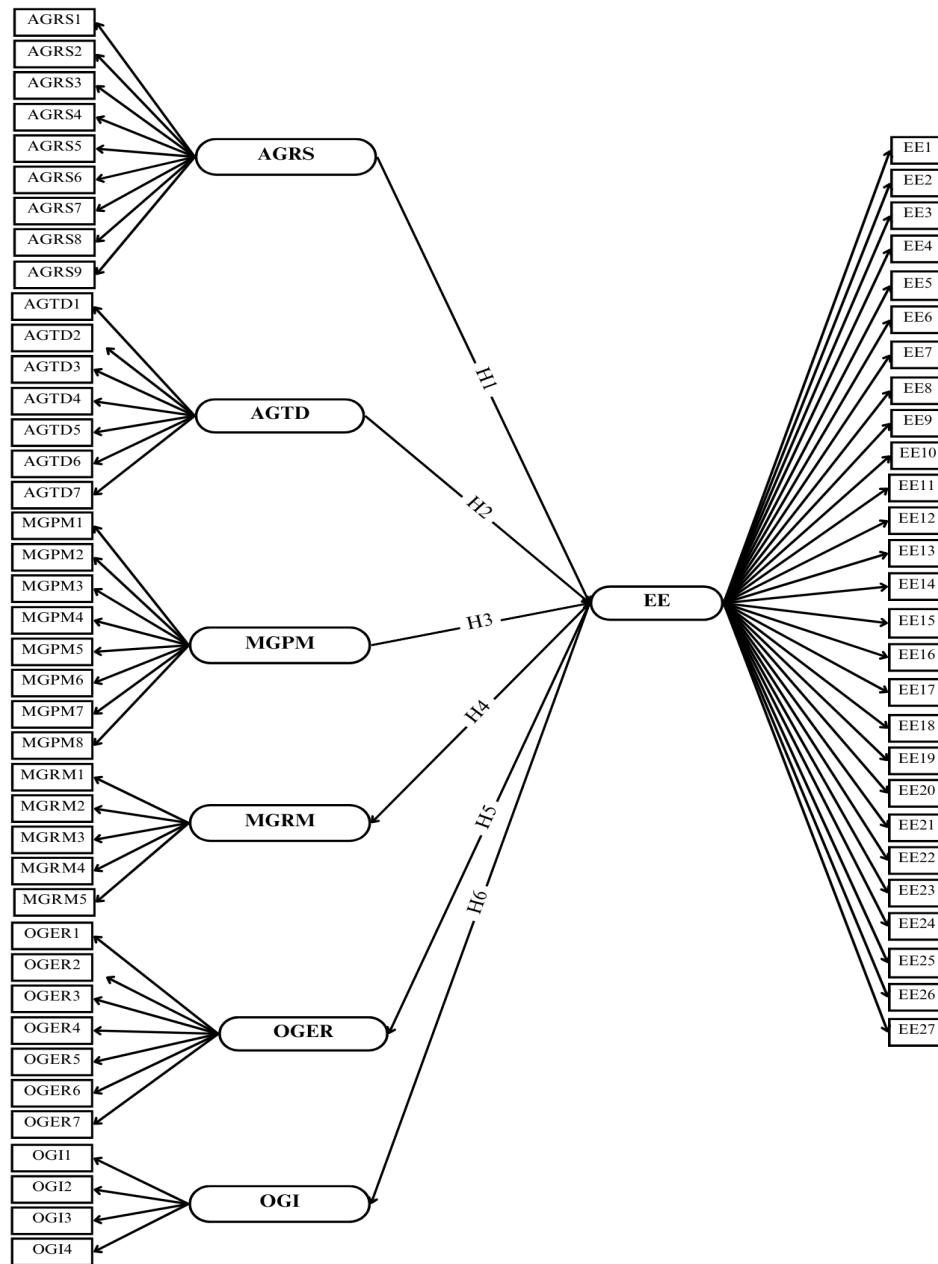 AGRS1
AGRS2
AGRS3
AGRS4
AGRS5
AGRS6
AGRS7
AGRS8
AGRS9
AGTD1
AGTD2
AGTD3
AGTD4
AGTD5
AGTD6
AGTD7
MGPM1
MGPM2
MGPM3
MGPM4
MGPM5
MGPM6
MGPM7
MGPM8
MGRM1
MGRM2
MGRM3
MGRM4
MGRM5
OGER1
OGER2
OGER3
OGER4
OGER5
OGER6
OGER7
OGI1
OGI2
OGI3
OGI4
AGRS
AGTD
MGPM
MGRM
OGER
OGI
H1
H2
H3
H4
H5
H6
EE
EE1
EE2
EE3
EE4
EE5
EE6
EE7
EE8
EE9
EE10
EE11
EE12
EE13
EE14
EE15
EE16
EE17
EE18
EE19
EE20
EE21
EE22
EE23
EE24
EE25
EE26
EE27